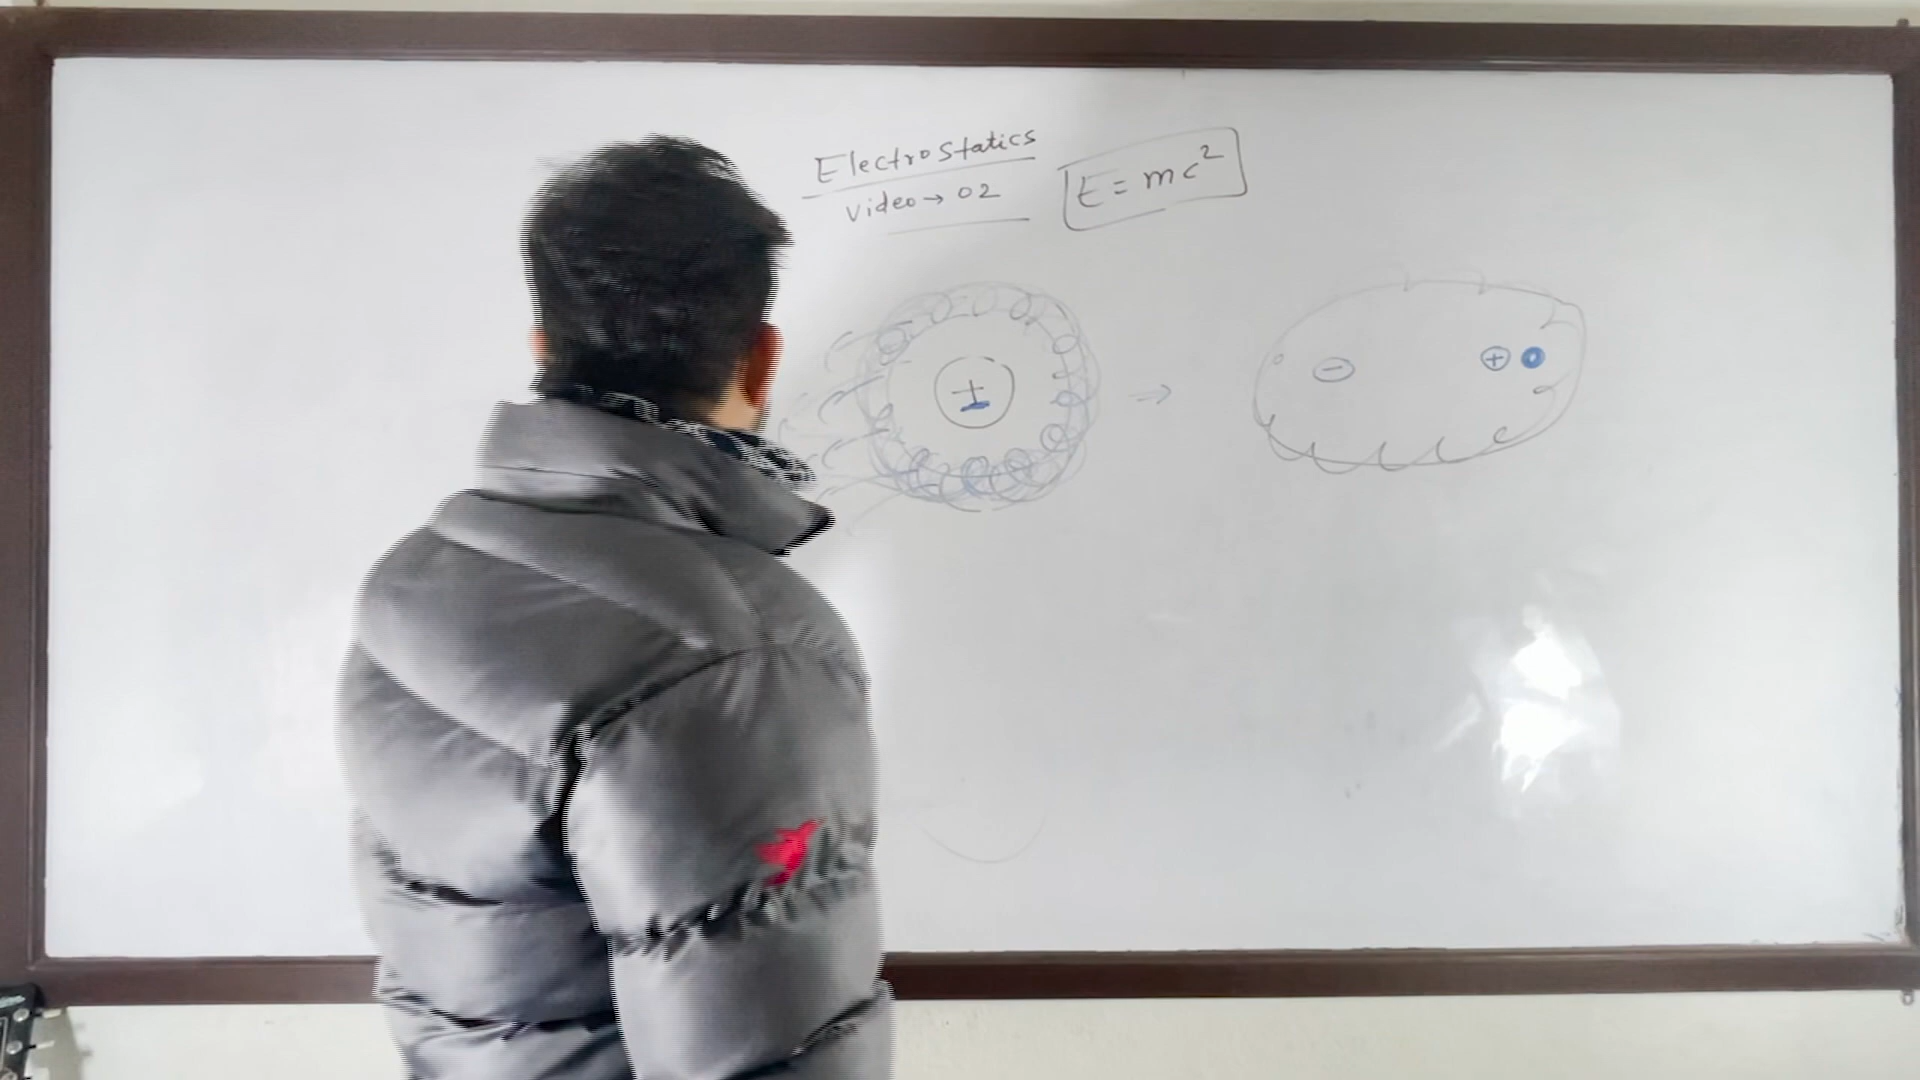 Electrostatics
Video → 02
E = mc²
±
→
− +